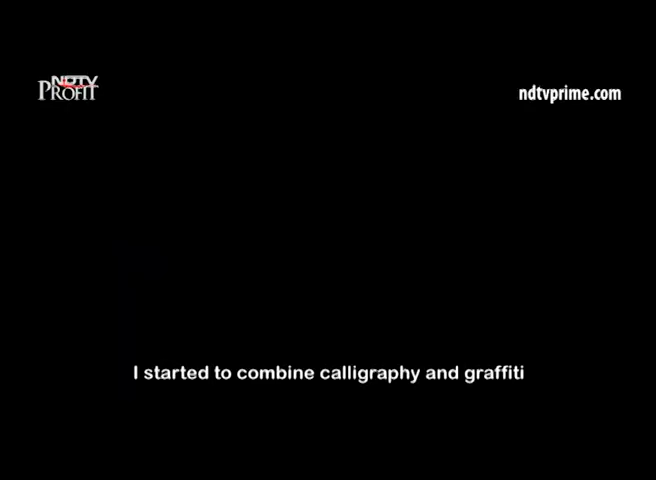 NDTV
PROFIT
ndtvprime.com
I started to combine calligraphy and graffiti